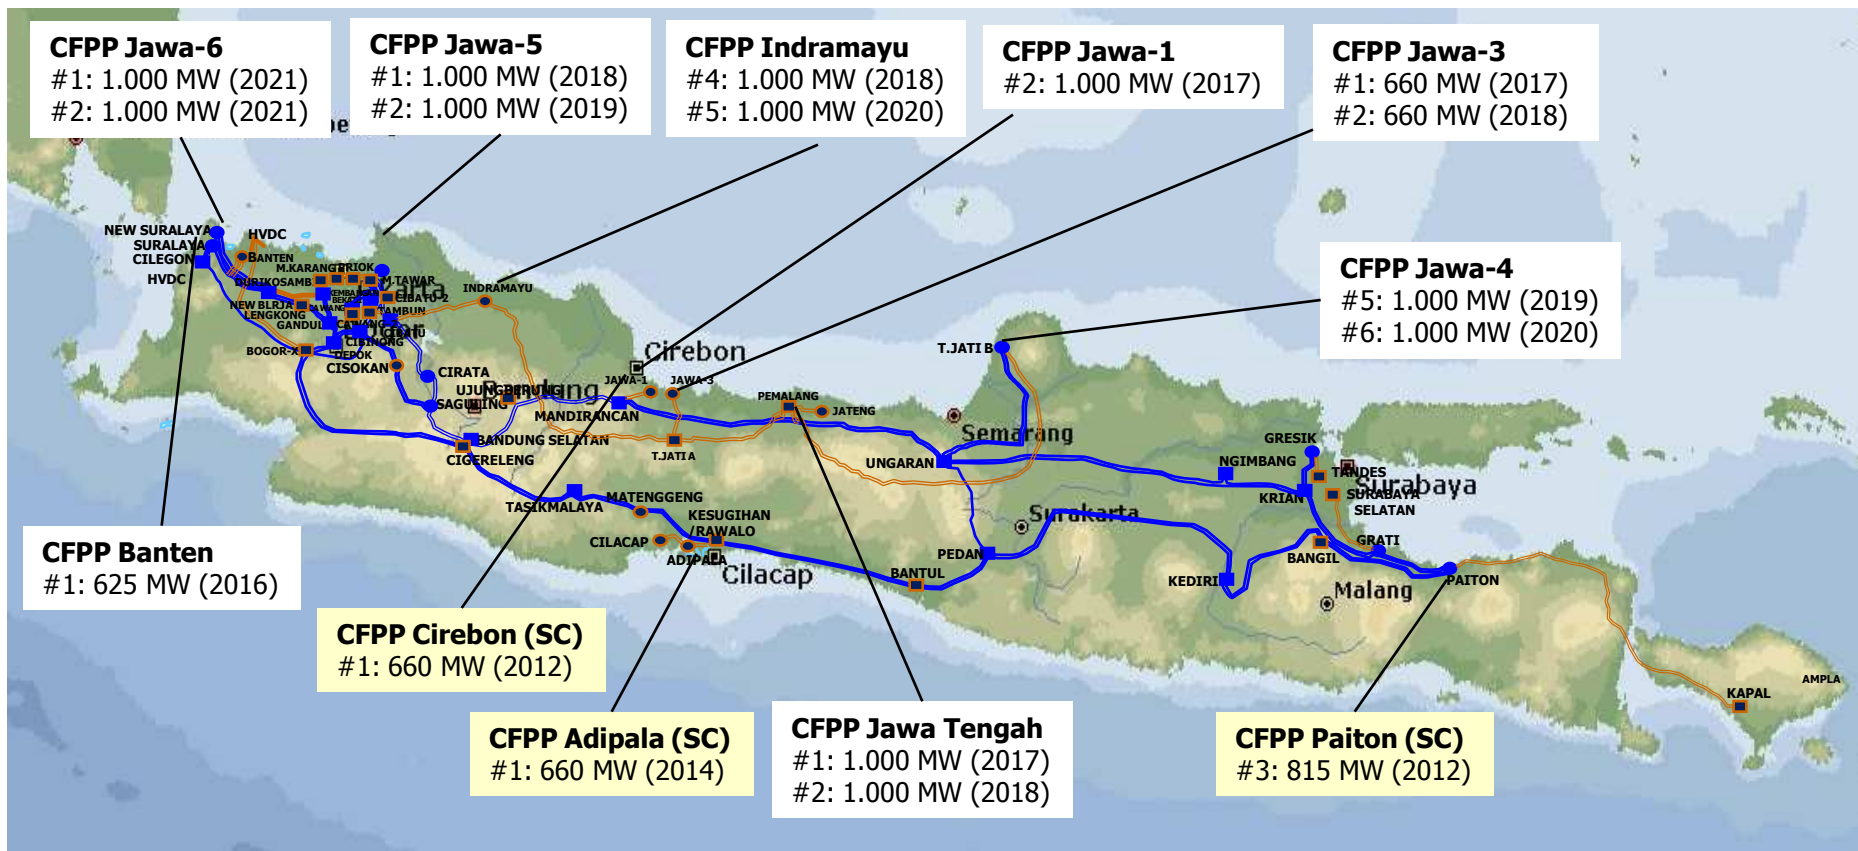 CFPP Jawa-6
#1: 1.000 MW (2021)
#2: 1.000 MW (2021)
CFPP Jawa-5
#1: 1.000 MW (2018)
#2: 1.000 MW (2019)
CFPP Indramayu
#4: 1.000 MW (2018)
#5: 1.000 MW (2020)
CFPP Jawa-1
#2: 1.000 MW (2017)
CFPP Jawa-3
#1: 660 MW (2017)
#2: 660 MW (2018)
CFPP Jawa-4
#5: 1.000 MW (2019)
#6: 1.000 MW (2020)
NEW SURALAYA
HVDC
SURALAYA
CILEGON
BANTEN
HVDC
M.KARANG
PRIOK
M.TAWAR
DURIKOSAMB
CIBATU-2
NEW BLRJA
LENGKONG
TAMBUN
GANDUL
CIBINONG
BOGOR-X
DEPOK
CISOKAN
CIRATA
INDRAMAYU
Cirebon
JAWA-1
JAWA-3
UJUNGBERUNG
Bandung
SAGULING
MANDIRANCAN
PEMALANG
JATENG
T.JATI B
BANDUNG SELATAN
CIGERELENG
T.JATI A
Semarang
UNGARAN
GRESIK
NGIMBANG
TANDES
Surabaya
KRIAN
SURABAYA
SELATAN
TASIKMALAYA
MATENGGENG
KESUGIHAN
/RAWALO
CILACAP
ADIPALA
Cilacap
Surakarta
PEDAN
BANTUL
KEDIRI
GRATI
BANGIL
PAITON
Malang
KAPAL
AMPLA
CFPP Banten
#1: 625 MW (2016)
CFPP Cirebon (SC)
#1: 660 MW (2012)
CFPP Adipala (SC)
#1: 660 MW (2014)
CFPP Jawa Tengah
#1: 1.000 MW (2017)
#2: 1.000 MW (2018)
CFPP Paiton (SC)
#3: 815 MW (2012)